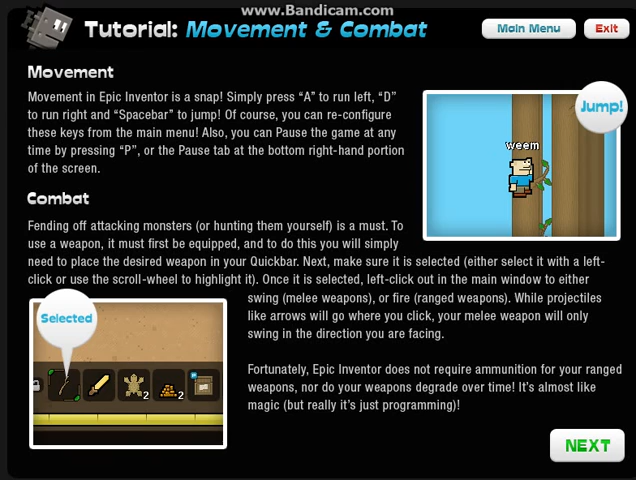 www.Bandicam.com
Tutorial: Movement & Combat
Main Menu
Exit
Movement
Movement in Epic Inventor is a snap! Simply press “A” to run left, “D”
to run right and “Spacebar” to jump! Of course, you can re-configure
these keys from the main menu! Also, you can Pause the game at any
time by pressing “P”, or the Pause tab at the bottom right-hand portion
of the screen.
Jump!
weem
Combat
Fending off attacking monsters (or hunting them yourself) is a must. To
use a weapon, it must first be equipped, and to do this you will simply
need to place the desired weapon in your Quickbar. Next, make sure it is selected (either select it with a left-
click or use the scroll-wheel to highlight it). Once it is selected, left-click out in the main window to either
swing (melee weapons), or fire (ranged weapons). While projectiles
like arrows will go where you click, your melee weapon will only
swing in the direction you are facing.
Selected
2
2
Fortunately, Epic Inventor does not require ammunition for your ranged
weapons, nor do your weapons degrade over time! It’s almost like
magic (but really it’s just programming)!
NEXT